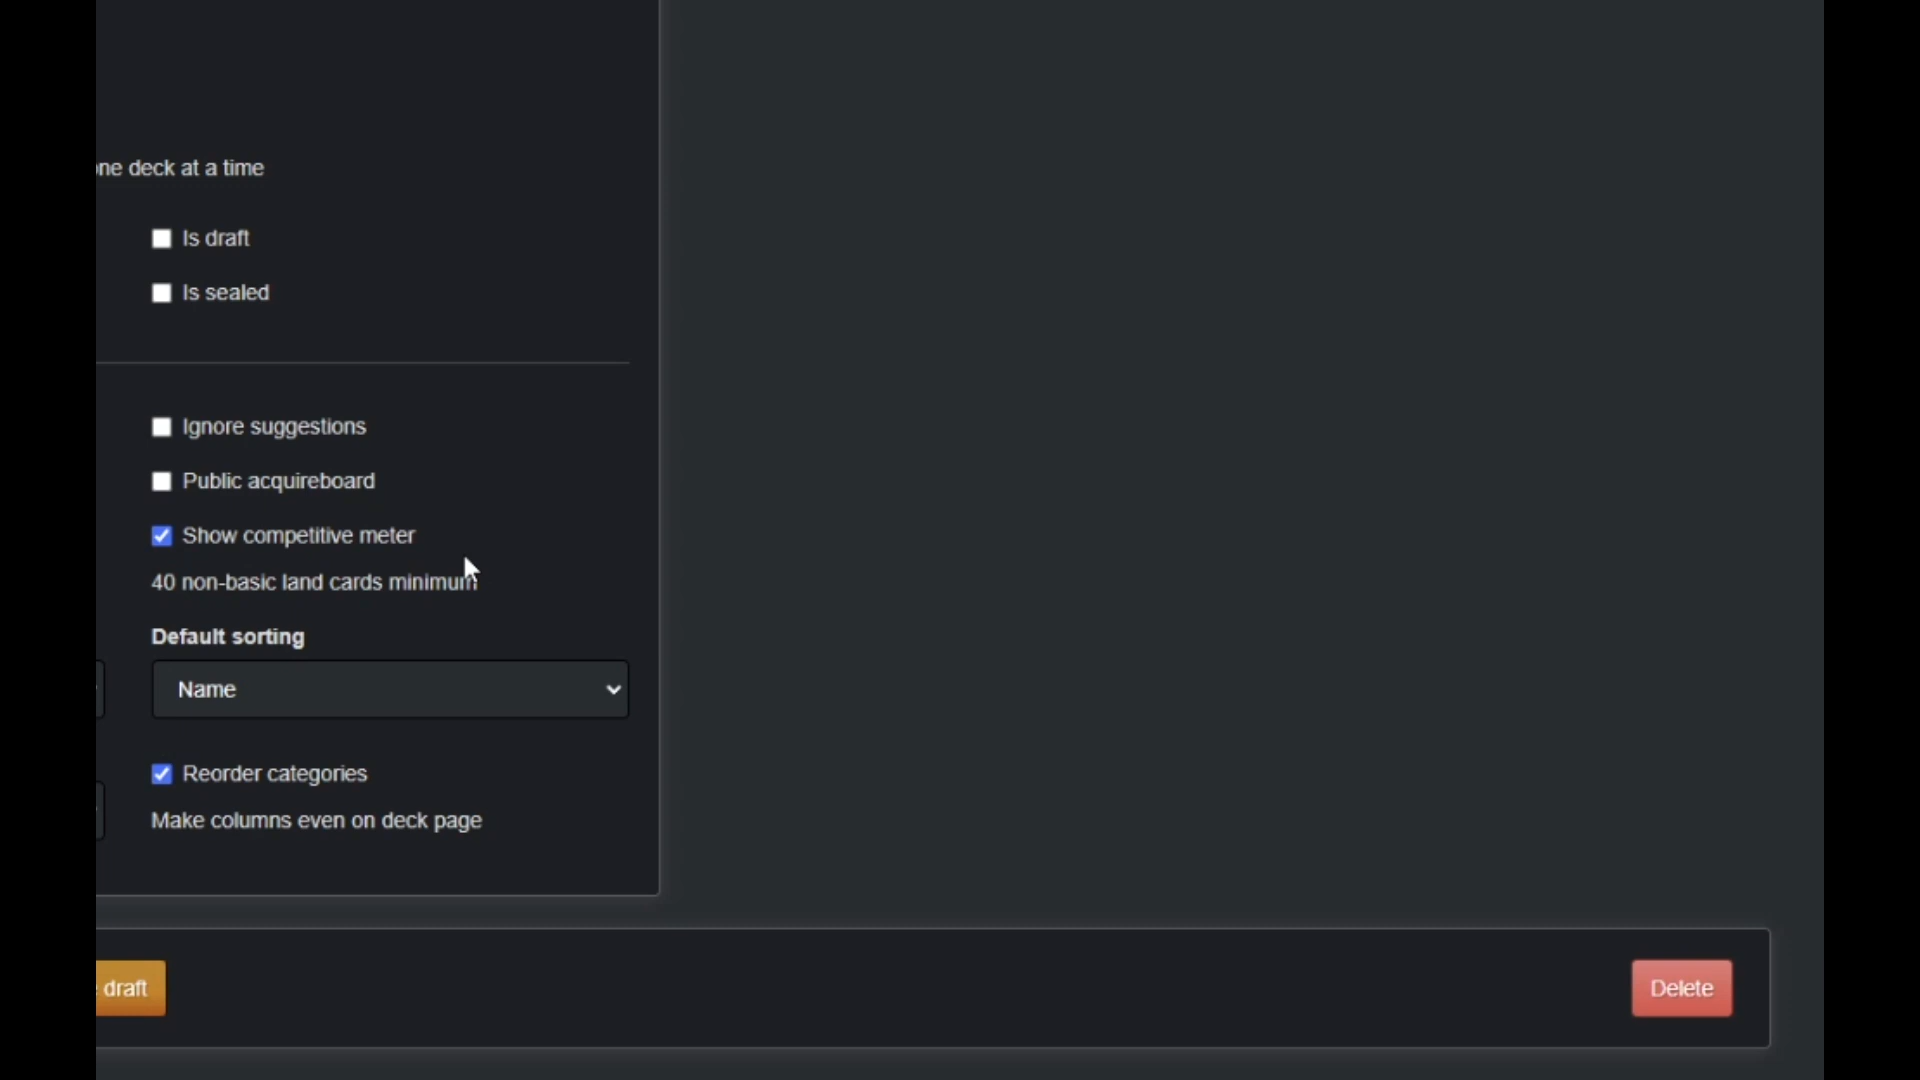 one deck at a time
Is draft
Is sealed
Ignore suggestions
Public acquireboard
Show competitive meter
40 non-basic land cards minimum
Default sorting
Name
Reorder categories
Make columns even on deck page
draft
Delete